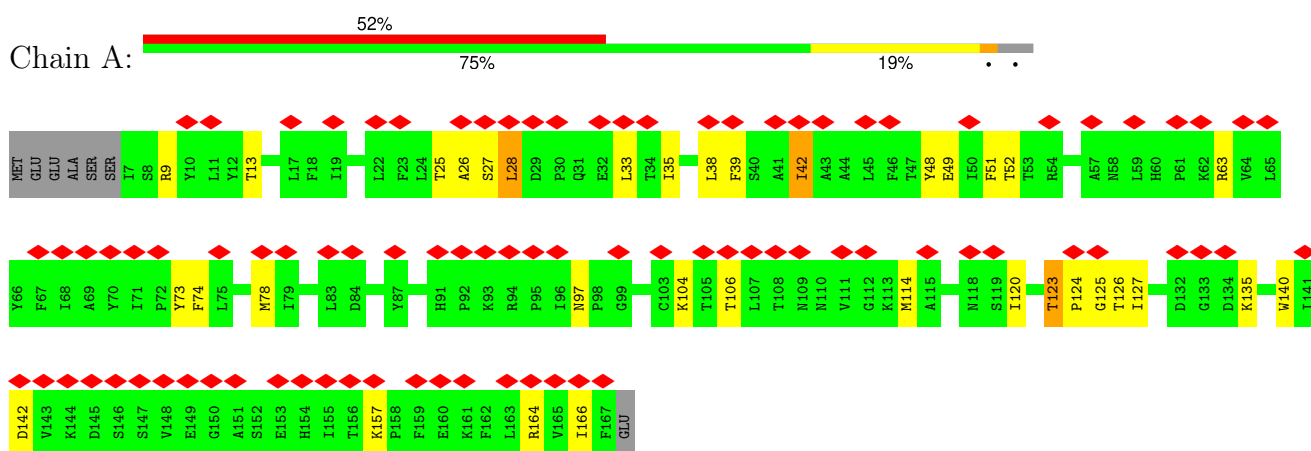 52%
Chain A:
75% 19% • •
MET GLU GLU ALA SER SER I7 S8 R9 Y10 L11 Y12 T13 L17 F18 I19 L22 F23 L24 T25 A26 S27 L28 D29 P30 Q31 E32 L33 T34 I35 L38 F39 S40 A41 I42 A43 A44 L45 F46 T47 Y48 E49 I50 F51 T52 T53 R54 A57 N58 L59 H60 P61 K62 R63 V64 L65
Y66 F67 I68 A69 Y70 I71 P72 Y73 F74 L75 M78 I79 L83 D84 Y87 H91 P92 K93 R94 P95 I96 N97 P98 G99 C103 K104 T105 T106 L107 T108 N109 N110 V111 G112 K113 M114 A115 N118 S119 I120 T123 P124 G125 T126 I127 D132 G133 D134 K135 W140 I141
D142 V143 K144 D145 S146 S147 V148 E149 G150 A151 S152 E153 H154 I155 T156 K157 P158 F159 E160 K161 F162 L163 R164 V165 I166 F167 GLU